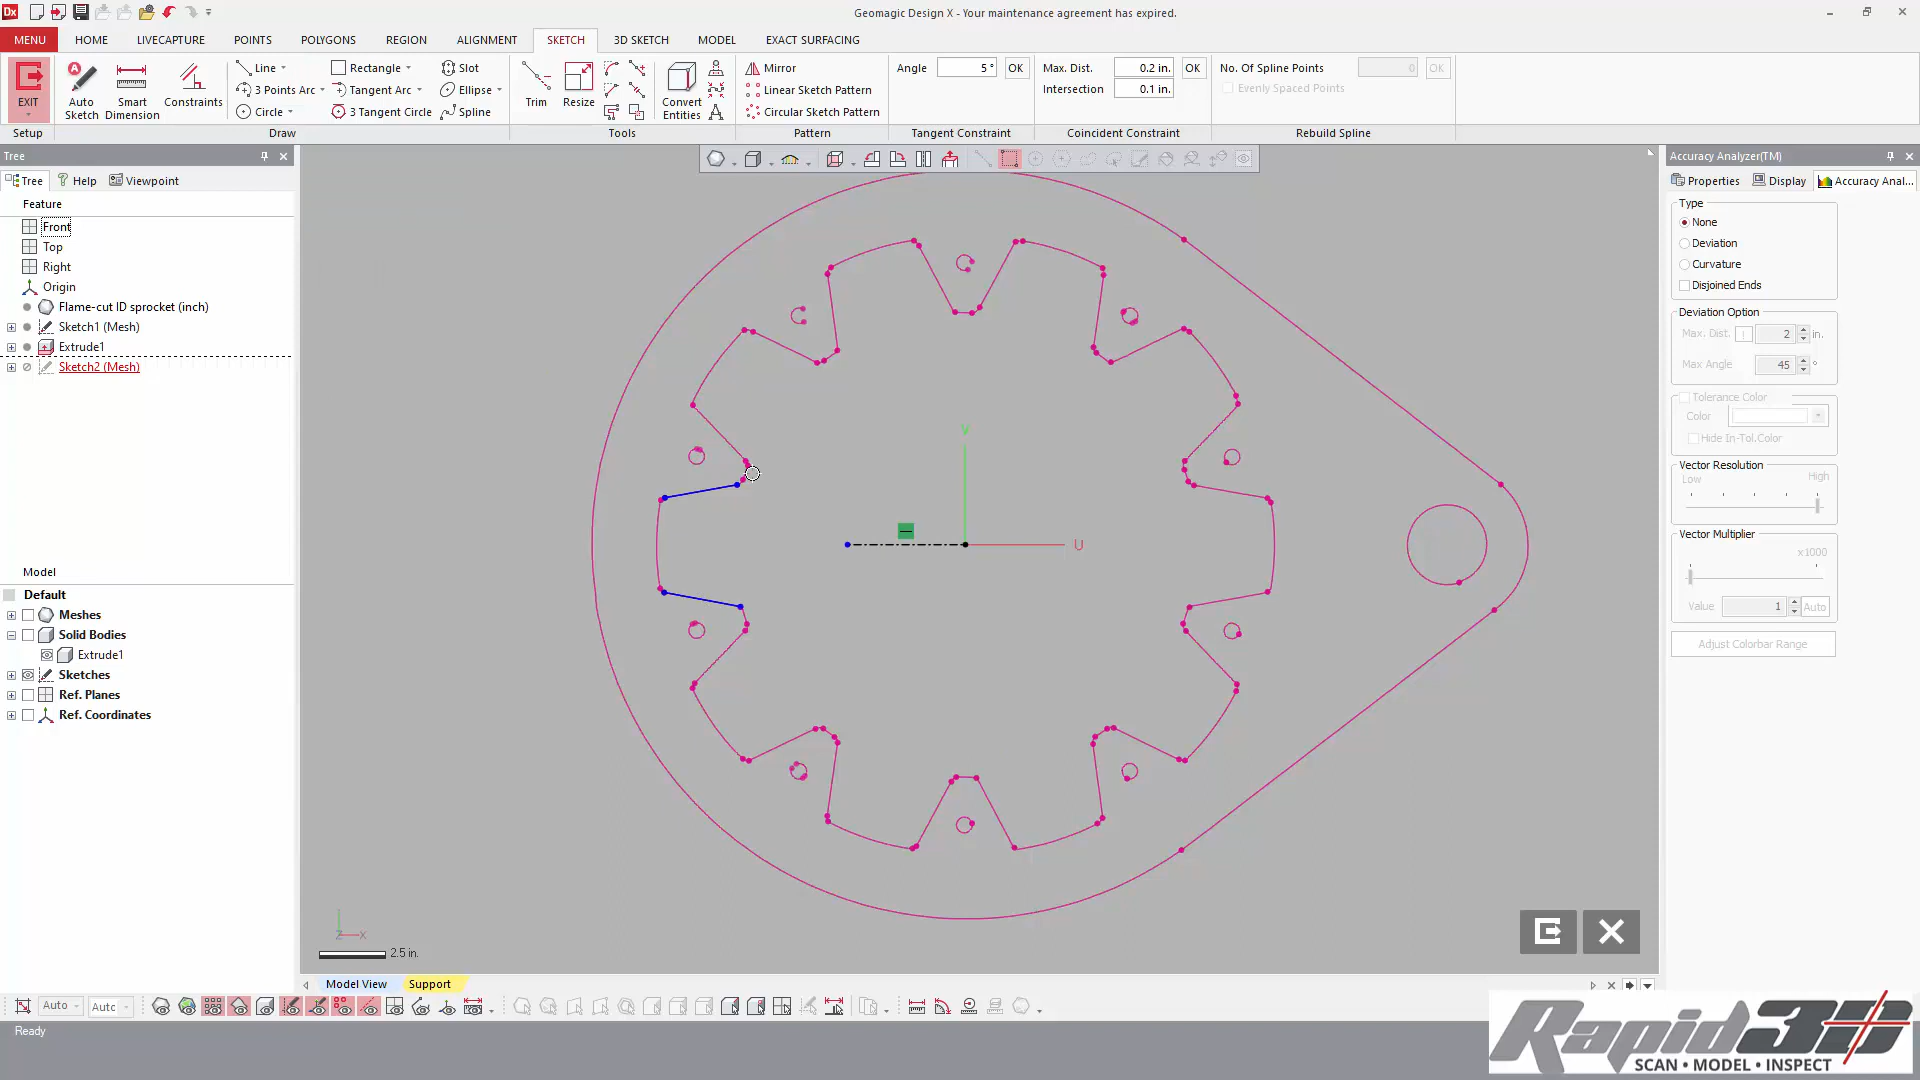 Dx
Geomagic Design X - Your maintenance agreement has expired.
MENU HOME LIVECAPTURE POINTS POLYGONS REGION ALIGNMENT SKETCH 3D SKETCH MODEL EXACT SURFACING
Line Rectangle Slot Mirror Angle 5 ° OK Max. Dist. 0.2 in. OK No. Of Spline Points 0 OK
3 Points Arc Tangent Arc Ellipse Linear Sketch Pattern Intersection 0.1 in. Evenly Spaced Points
EXIT Auto Sketch Smart Dimension Constraints Circle 3 Tangent Circle Spline Trim Resize Convert Entities Circular Sketch Pattern
Setup Draw Tools Pattern Tangent Constraint Coincident Constraint Rebuild Spline
Tree
Tree Help Viewpoint
Feature
Front
Top
Right
Origin
Flame-cut ID sprocket (inch)
Sketch1 (Mesh)
Extrude1
Sketch2 (Mesh)
Model
Default
Meshes
Solid Bodies
Extrude1
Sketches
Ref. Planes
Ref. Coordinates
V
U
Z X
2.5 in.
Model View Support
Accuracy Analyzer(TM)
Properties Display Accuracy Anal...
Type
None
Deviation
Curvature
Disjoined Ends
Deviation Option
Max. Dist. 2 in.
Max Angle 45 °
Tolerance Color
Color
Hide In-Tol.Color
Vector Resolution
Low High
Vector Multiplier
x1000
Value 1 Auto
Adjust Colorbar Range
Auto Auto
Ready
Rapid3D
SCAN • MODEL • INSPECT